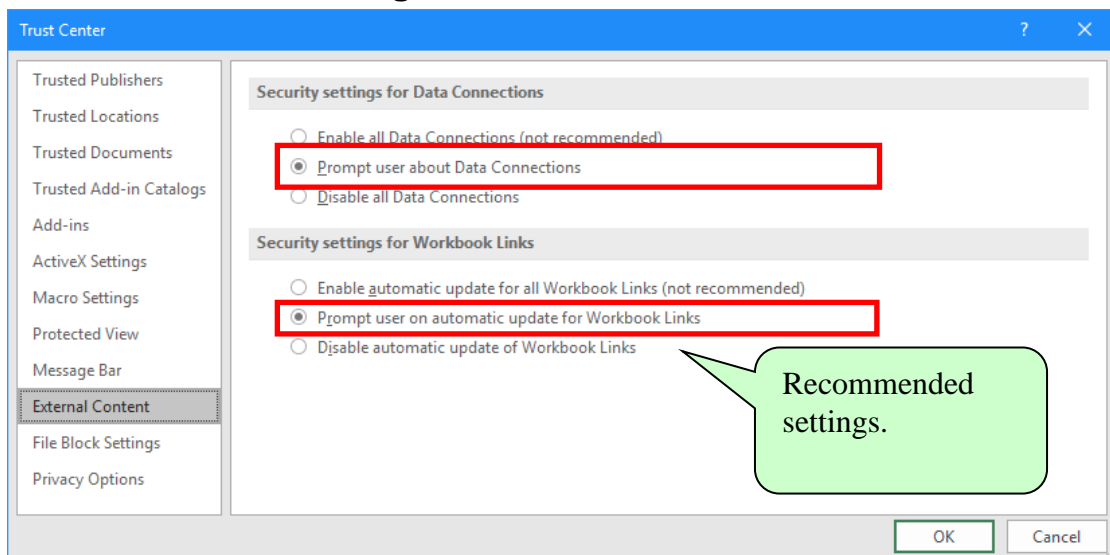 Trust Center ? ×
Trusted Publishers
Trusted Locations
Trusted Documents
Trusted Add-in Catalogs
Add-ins
ActiveX Settings
Macro Settings
Protected View
Message Bar
External Content
File Block Settings
Privacy Options
Security settings for Data Connections
Enable all Data Connections (not recommended)
Prompt user about Data Connections
Disable all Data Connections
Security settings for Workbook Links
Enable automatic update for all Workbook Links (not recommended)
Prompt user on automatic update for Workbook Links
Disable automatic update of Workbook Links
Recommended
settings.
OK Cancel